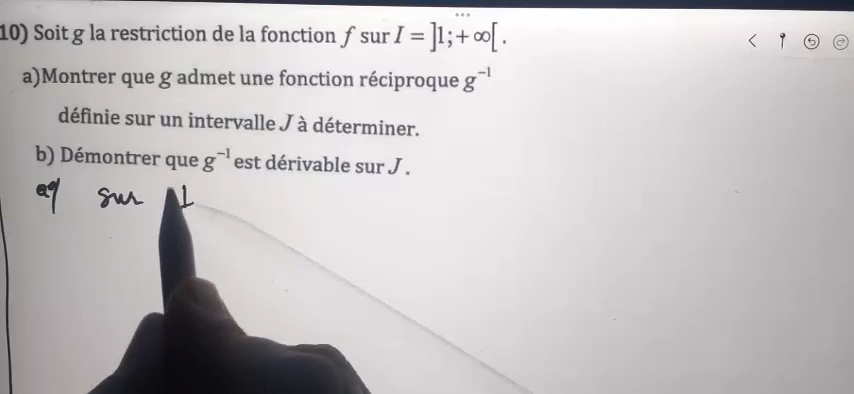 10) Soit g la restriction de la fonction f sur I = ]1;+∞[.
a)Montrer que g admet une fonction réciproque g⁻¹
définie sur un intervalle J à déterminer.
b) Démontrer que g⁻¹ est dérivable sur J.
a) sur